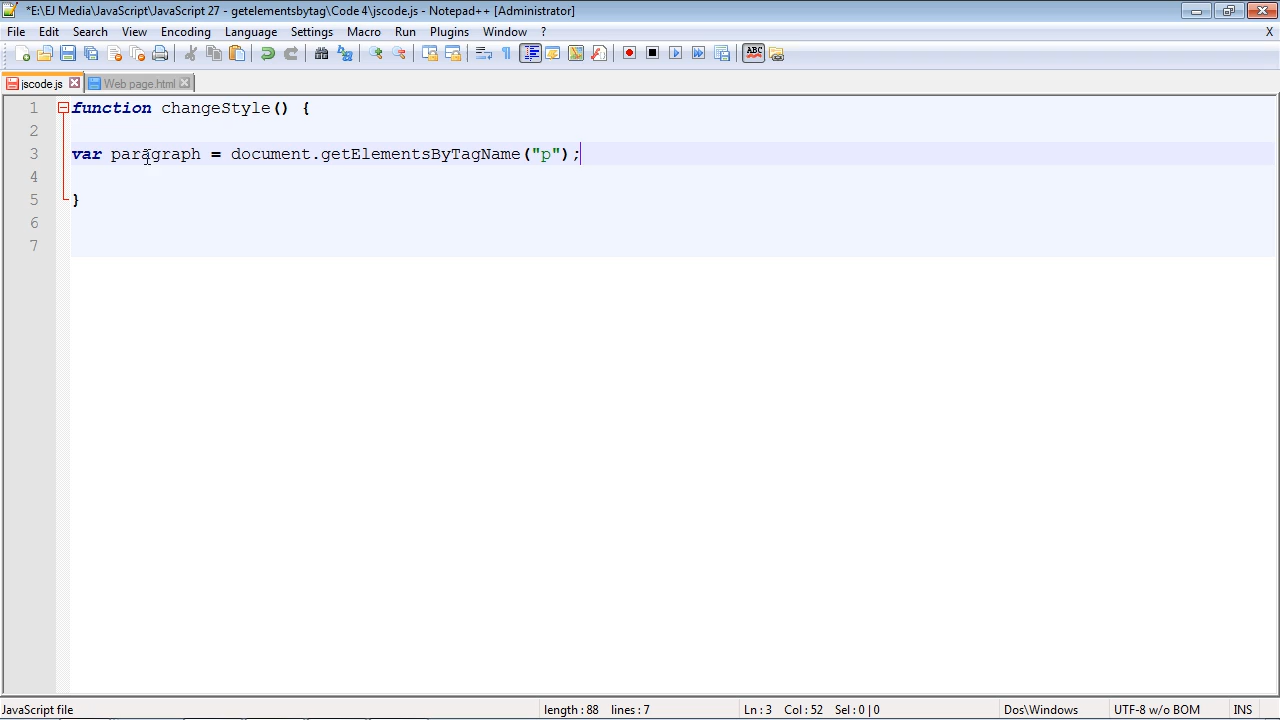 *E:\EJ Media\JavaScript\JavaScript 27 - getelementsbytag\Code 4\jscode.js - Notepad++ [Administrator]
File Edit Search View Encoding Language Settings Macro Run Plugins Window ? X
ABC
jscode.js Web page.html
1 function changeStyle() {
2
3 var paragraph = document.getElementsByTagName("p");
4
5 }
6
7
JavaScript file length : 88 lines : 7 Ln : 3 Col : 52 Sel : 0 | 0 Dos\Windows UTF-8 w/o BOM INS